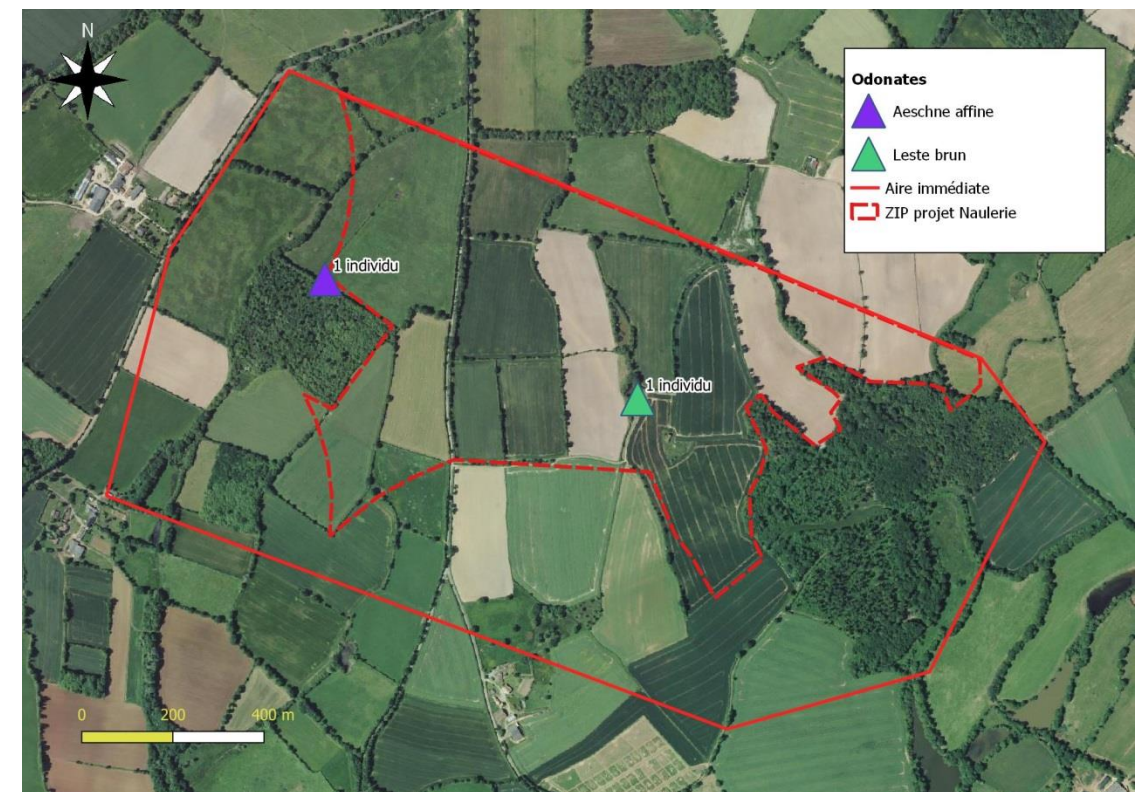 N
Odonates
Aeschne affine
Leste brun
Aire immédiate
ZIP projet Naulerie
1 individu
1 individu
0 200 400 m